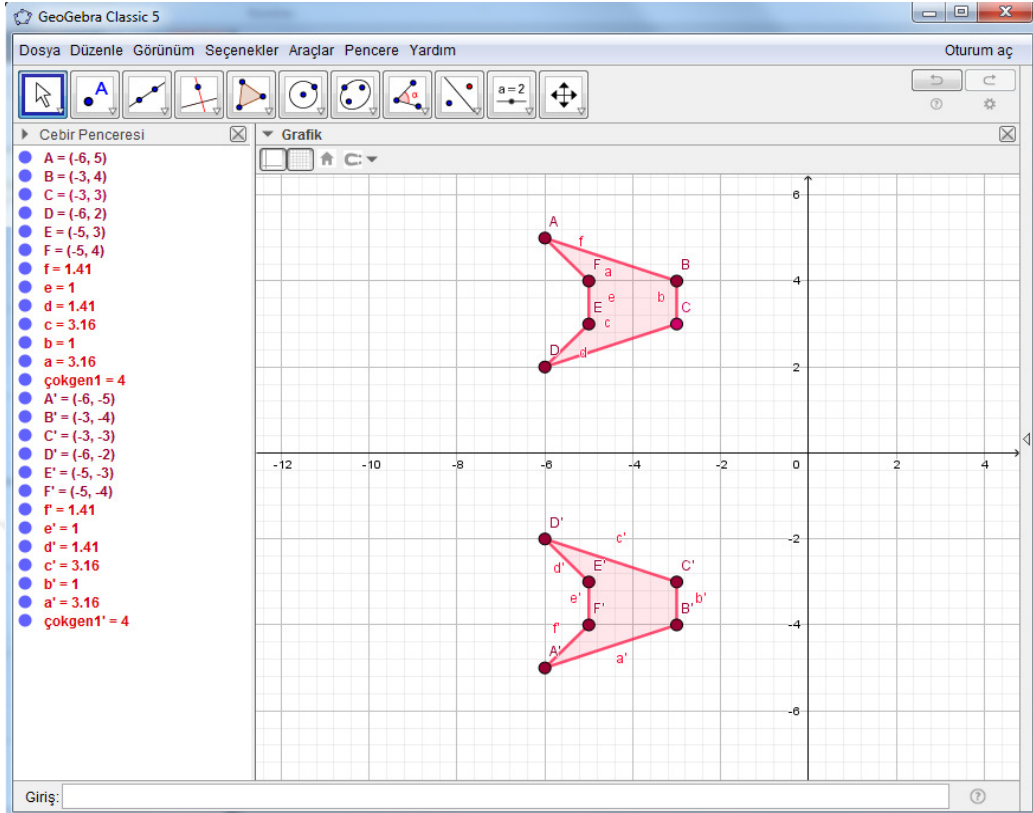 GeoGebra Classic 5
Dosya Düzenle Görünüm Seçenekler Araçlar Pencere Yardım
Oturum aç
A
α
a=2
Cebir Penceresi
Grafik
A = (-6, 5)
B = (-3, 4)
C = (-3, 3)
D = (-6, 2)
E = (-5, 3)
F = (-5, 4)
f = 1.41
e = 1
d = 1.41
c = 3.16
b = 1
a = 3.16
çokgen1 = 4
A' = (-6, -5)
B' = (-3, -4)
C' = (-3, -3)
D' = (-6, -2)
E' = (-5, -3)
F' = (-5, -4)
f' = 1.41
e' = 1
d' = 1.41
c' = 3.16
b' = 1
a' = 3.16
çokgen1' = 4
6
A
f
F a B
4
e b
E c C
D d
2
-12 -10 -8 -6 -4 -2 0 2 4
D' c' -2
d' E' C'
e' b'
F' B'
f' -4
A' a'
-6
Giriş: